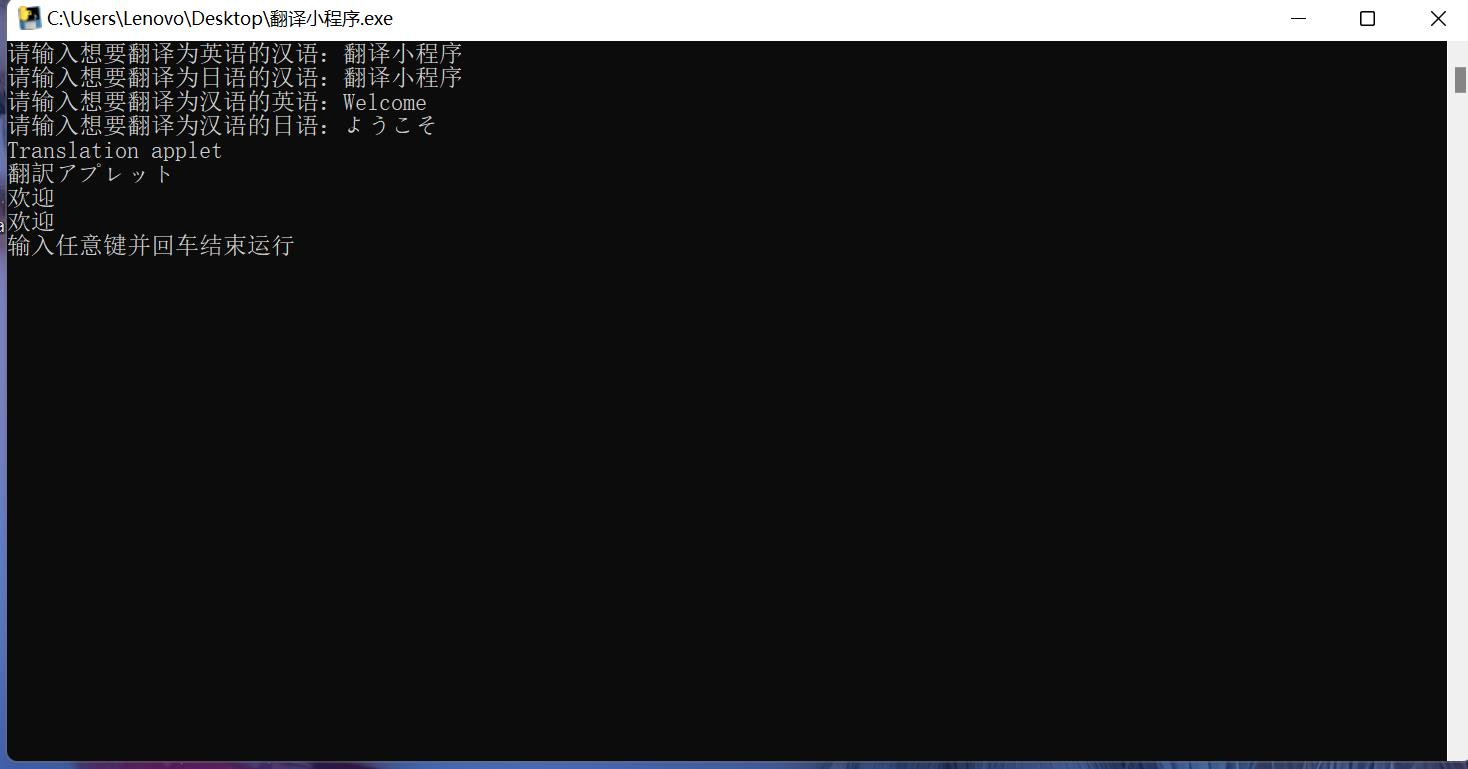 C:\Users\Lenovo\Desktop\翻译小程序.exe
请输入想要翻译为英语的汉语：翻译小程序
请输入想要翻译为日语的汉语：翻译小程序
请输入想要翻译为汉语的英语：Welcome
请输入想要翻译为汉语的日语：ようこそ
Translation applet
翻訳アプレット
欢迎
欢迎
输入任意键并回车结束运行